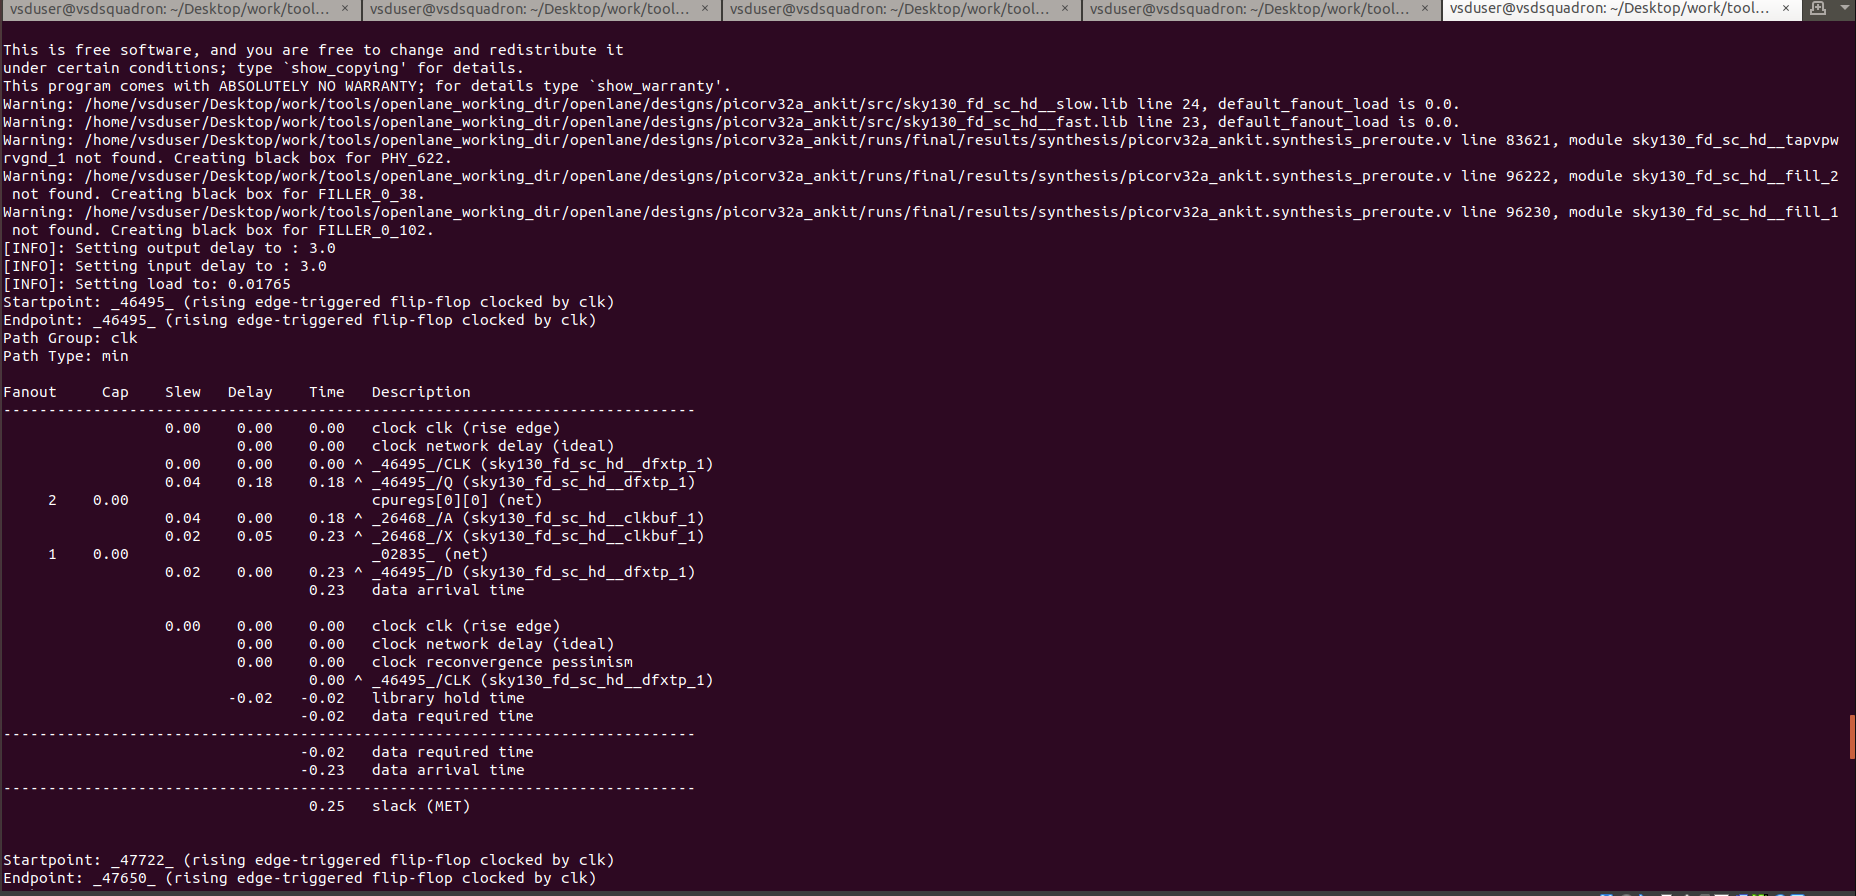 vsduser@vsdsquadron: ~/Desktop/work/tool... × vsduser@vsdsquadron: ~/Desktop/work/tool... × vsduser@vsdsquadron: ~/Desktop/work/tool... × vsduser@vsdsquadron: ~/Desktop/work/tool... × vsduser@vsdsquadron: ~/Desktop/work/tool... ×
This is free software, and you are free to change and redistribute it
under certain conditions; type `show_copying' for details.
This program comes with ABSOLUTELY NO WARRANTY; for details type `show_warranty'.
Warning: /home/vsduser/Desktop/work/tools/openlane_working_dir/openlane/designs/picorv32a_ankit/src/sky130_fd_sc_hd__slow.lib line 24, default_fanout_load is 0.0.
Warning: /home/vsduser/Desktop/work/tools/openlane_working_dir/openlane/designs/picorv32a_ankit/src/sky130_fd_sc_hd__fast.lib line 23, default_fanout_load is 0.0.
Warning: /home/vsduser/Desktop/work/tools/openlane_working_dir/openlane/designs/picorv32a_ankit/runs/final/results/synthesis/picorv32a_ankit.synthesis_preroute.v line 83621, module sky130_fd_sc_hd__tapvpw
rvgnd_1 not found. Creating black box for PHY_622.
Warning: /home/vsduser/Desktop/work/tools/openlane_working_dir/openlane/designs/picorv32a_ankit/runs/final/results/synthesis/picorv32a_ankit.synthesis_preroute.v line 96222, module sky130_fd_sc_hd__fill_2
 not found. Creating black box for FILLER_0_38.
Warning: /home/vsduser/Desktop/work/tools/openlane_working_dir/openlane/designs/picorv32a_ankit/runs/final/results/synthesis/picorv32a_ankit.synthesis_preroute.v line 96230, module sky130_fd_sc_hd__fill_1
 not found. Creating black box for FILLER_0_102.
[INFO]: Setting output delay to : 3.0
[INFO]: Setting input delay to : 3.0
[INFO]: Setting load to: 0.01765
Startpoint: _46495_ (rising edge-triggered flip-flop clocked by clk)
Endpoint: _46495_ (rising edge-triggered flip-flop clocked by clk)
Path Group: clk
Path Type: min
Fanout     Cap    Slew   Delay    Time   Description
-----------------------------------------------------------------------------
                  0.00    0.00    0.00   clock clk (rise edge)
                          0.00    0.00   clock network delay (ideal)
                  0.00    0.00    0.00 ^ _46495_/CLK (sky130_fd_sc_hd__dfxtp_1)
                  0.04    0.18    0.18 ^ _46495_/Q (sky130_fd_sc_hd__dfxtp_1)
     2    0.00                           cpuregs[0][0] (net)
                  0.04    0.00    0.18 ^ _26468_/A (sky130_fd_sc_hd__clkbuf_1)
                  0.02    0.05    0.23 ^ _26468_/X (sky130_fd_sc_hd__clkbuf_1)
     1    0.00                           _02835_ (net)
                  0.02    0.00    0.23 ^ _46495_/D (sky130_fd_sc_hd__dfxtp_1)
                                  0.23   data arrival time
                  0.00    0.00    0.00   clock clk (rise edge)
                          0.00    0.00   clock network delay (ideal)
                          0.00    0.00   clock reconvergence pessimism
                                  0.00 ^ _46495_/CLK (sky130_fd_sc_hd__dfxtp_1)
                         -0.02   -0.02   library hold time
                                 -0.02   data required time
-----------------------------------------------------------------------------
                                 -0.02   data required time
                                 -0.23   data arrival time
-----------------------------------------------------------------------------
                                  0.25   slack (MET)
Startpoint: _47722_ (rising edge-triggered flip-flop clocked by clk)
Endpoint: _47650_ (rising edge-triggered flip-flop clocked by clk)